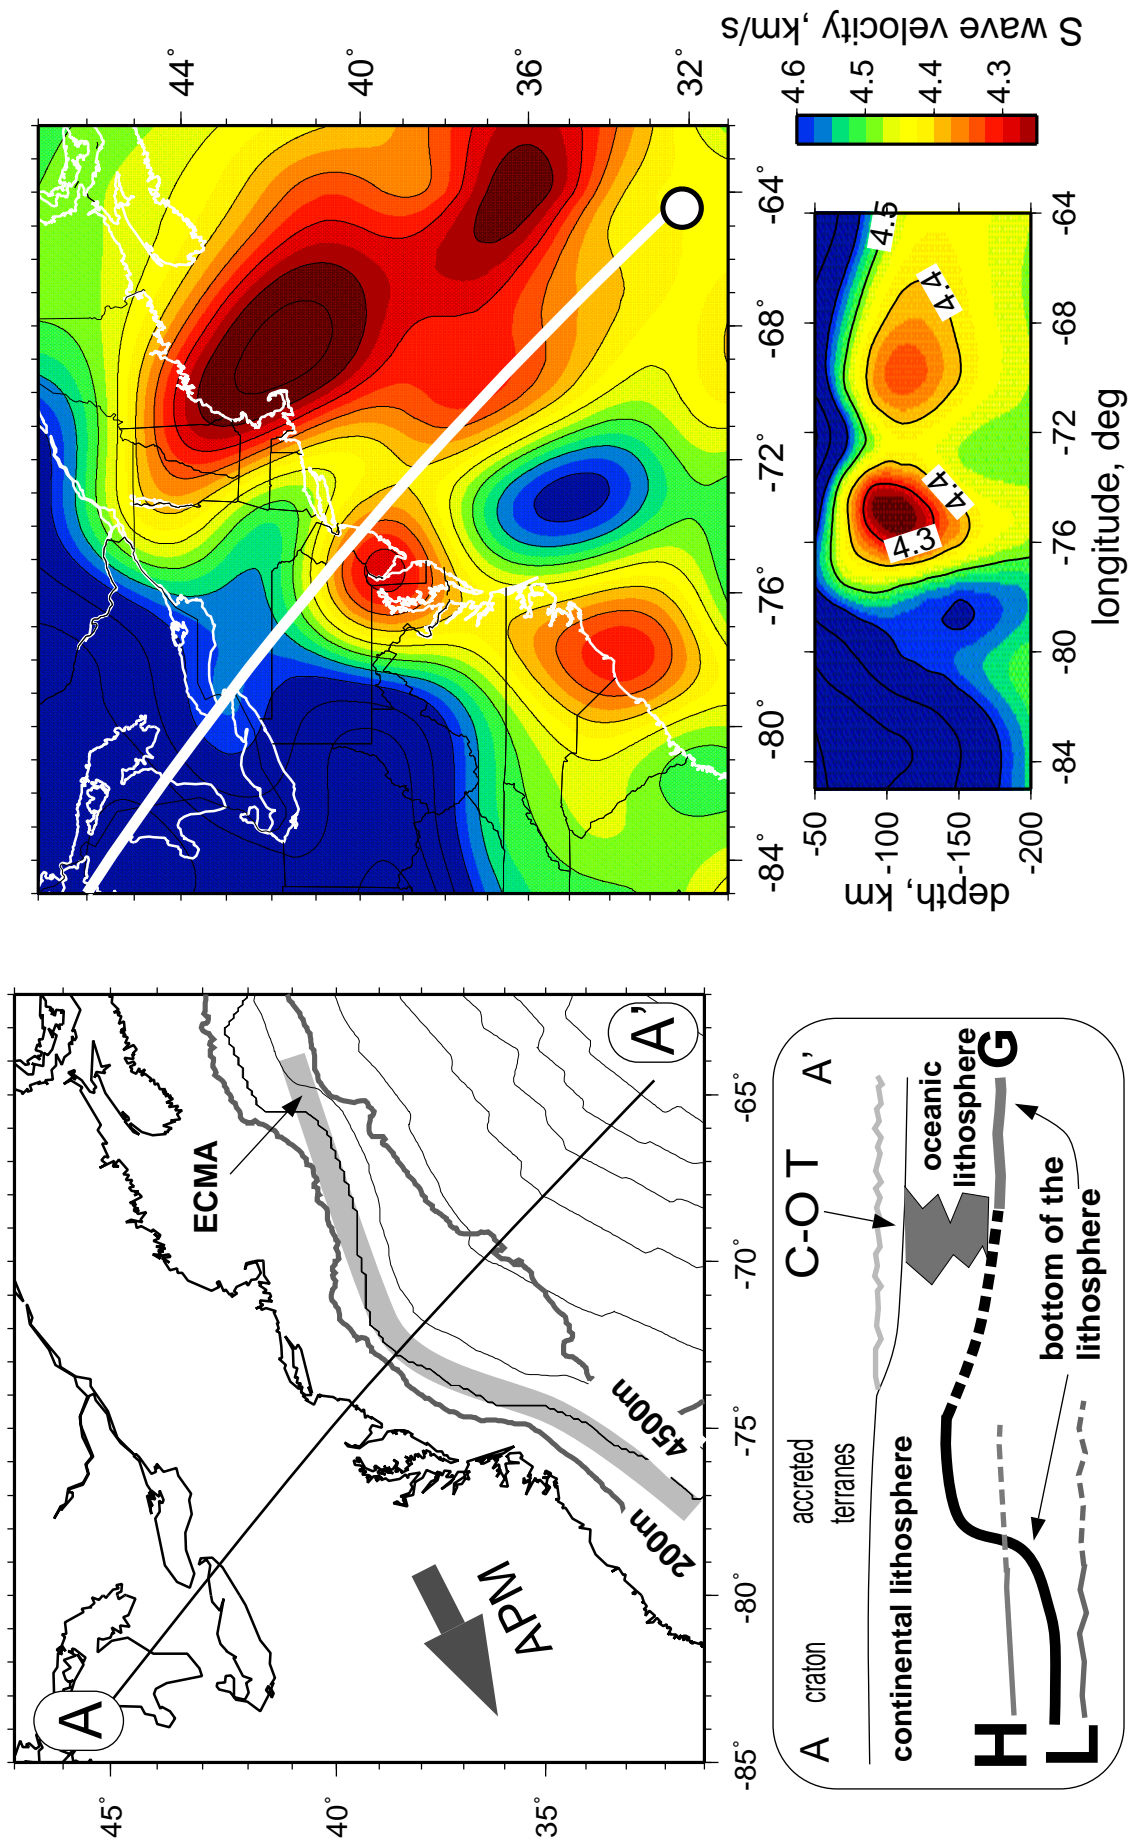 45°
40°
35°
-85°
-80°
-75°
-70°
-65°
A
A'
ECMA
APM
200m
4500m
44°
40°
36°
32°
-84°
-80°
-76°
-72°
-68°
-64°
A
craton
accreted
terranes
C-O T
A'
continental lithosphere
oceanic
lithosphere
H
L
G
bottom of the
lithosphere
4.5
4.4
4.4
4.3
-50
-100
-150
-200
depth, km
-84
-80
-76
-72
-68
-64
longitude, deg
4.6
4.5
4.4
4.3
S wave velocity, km/s